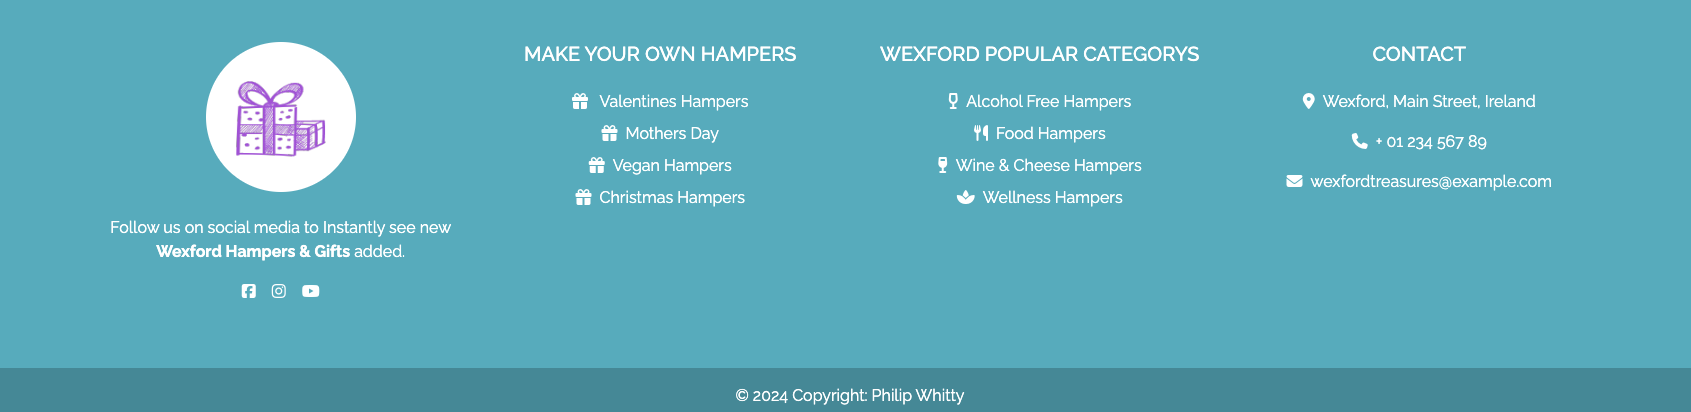 Follow us on social media to Instantly see new
Wexford Hampers & Gifts added.
MAKE YOUR OWN HAMPERS
Valentines Hampers
Mothers Day
Vegan Hampers
Christmas Hampers
WEXFORD POPULAR CATEGORYS
Alcohol Free Hampers
Food Hampers
Wine & Cheese Hampers
Wellness Hampers
CONTACT
Wexford, Main Street, Ireland
+ 01 234 567 89
wexfordtreasures@example.com
© 2024 Copyright: Philip Whitty